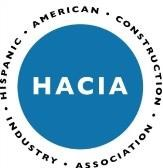 HISPANIC • AMERICAN • CONSTRUCTION • INDUSTRY • ASSOCIATION •
HACIA